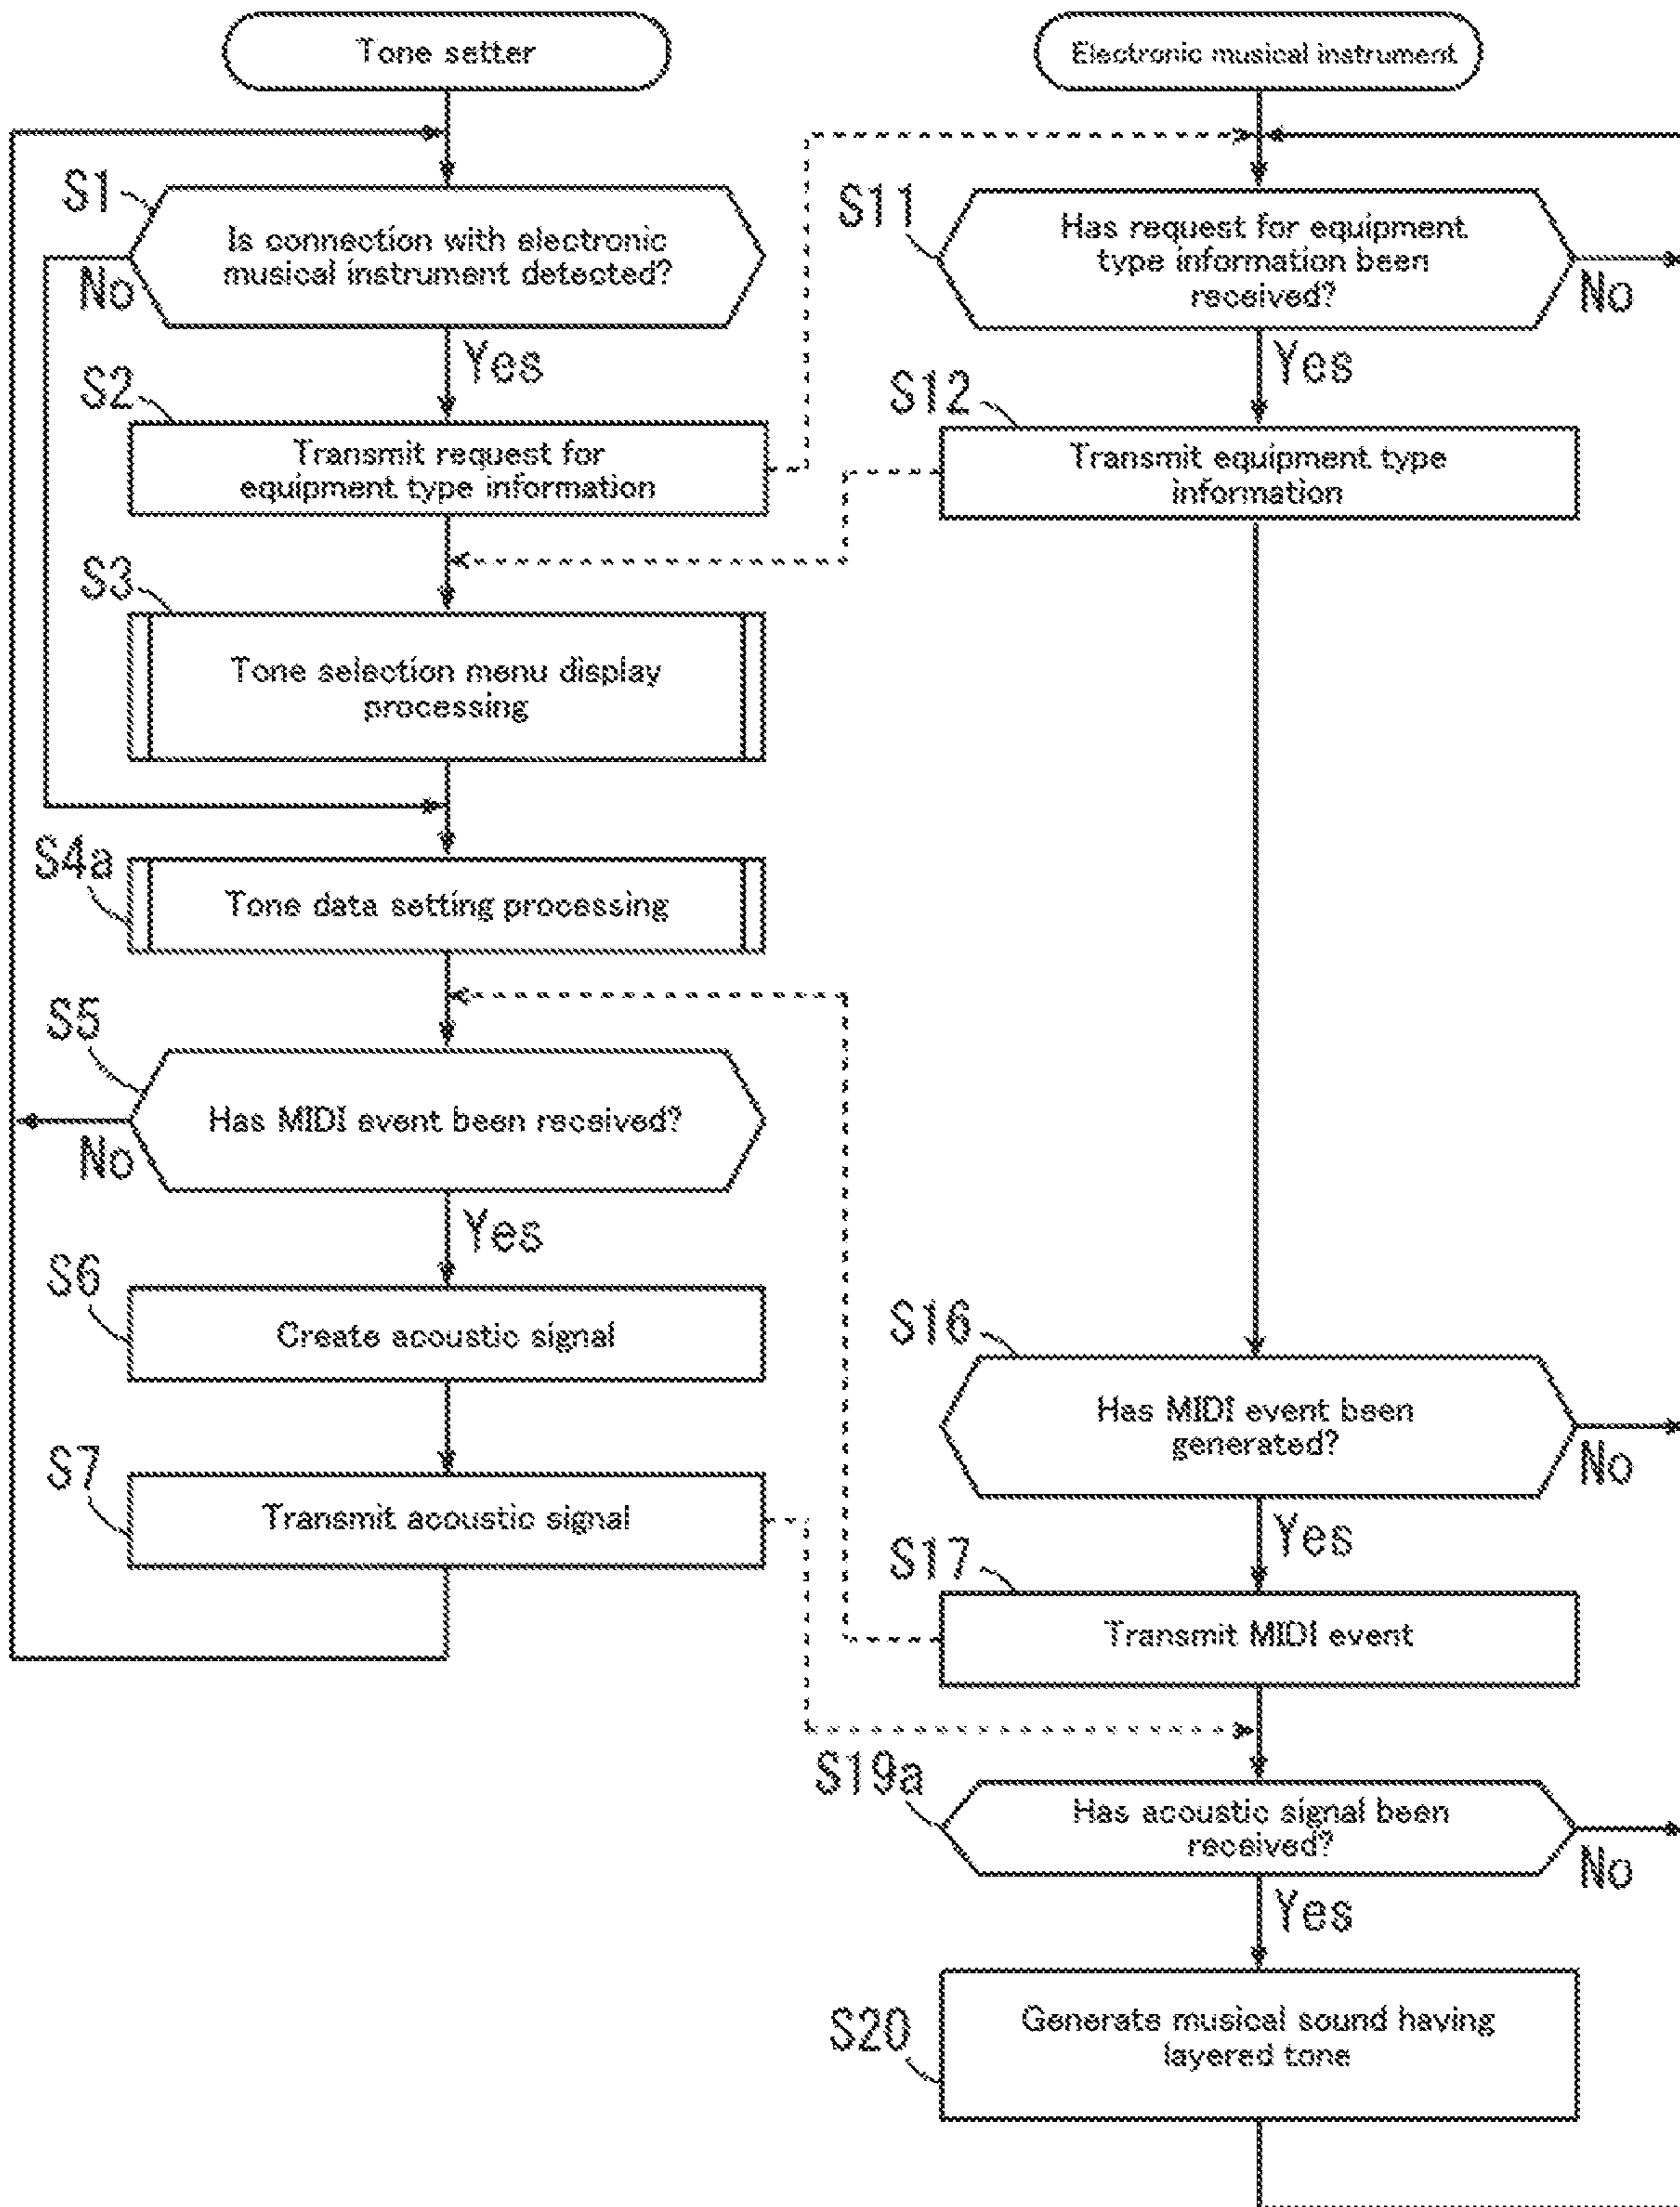 Tone setter
S1
Is connection with electronic
musical instrument detected?
No
Yes
S2
Transmit request for
equipment type information
S3
Tone selection menu display
processing
S4a
Tone data setting processing
S5
Has MIDI event been received?
No
Yes
S6
Create acoustic signal
S7
Transmit acoustic signal
Electronic musical instrument
S11
Has request for equipment
type information been
received?
No
Yes
S12
Transmit equipment type
information
S16
Has MIDI event been
generated?
No
Yes
S17
Transmit MIDI event
S19a
Has acoustic signal been
received?
No
Yes
S20
Generate musical sound having
layered tone